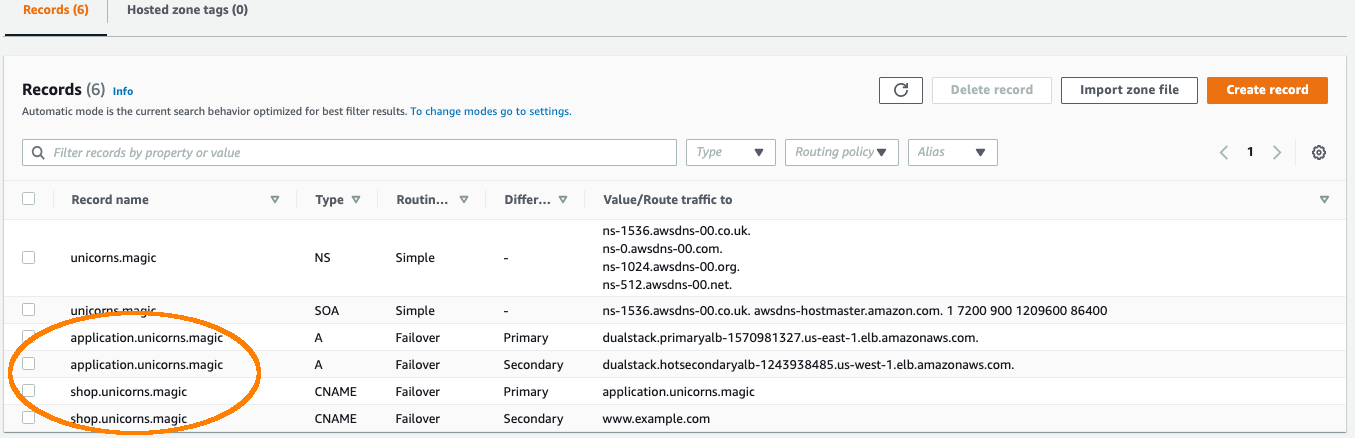 Records (6) Hosted zone tags (0)
Records (6) Info
Automatic mode is the current search behavior optimized for best filter results. To change modes go to settings.
Delete record Import zone file Create record
Filter records by property or value Type Routing policy Alias 1
Record name Type Routin... Differ... Value/Route traffic to
ns-1536.awsdns-00.co.uk.
ns-0.awsdns-00.com.
unicorns.magic NS Simple -
ns-1024.awsdns-00.org.
ns-512.awsdns-00.net.
unicorns.magic SOA Simple - ns-1536.awsdns-00.co.uk. awsdns-hostmaster.amazon.com. 1 7200 900 1209600 86400
application.unicorns.magic A Failover Primary dualstack.primaryalb-1570981327.us-east-1.elb.amazonaws.com.
application.unicorns.magic A Failover Secondary dualstack.hotsecondaryalb-1243938485.us-west-1.elb.amazonaws.com.
shop.unicorns.magic CNAME Failover Primary application.unicorns.magic
shop.unicorns.magic CNAME Failover Secondary www.example.com